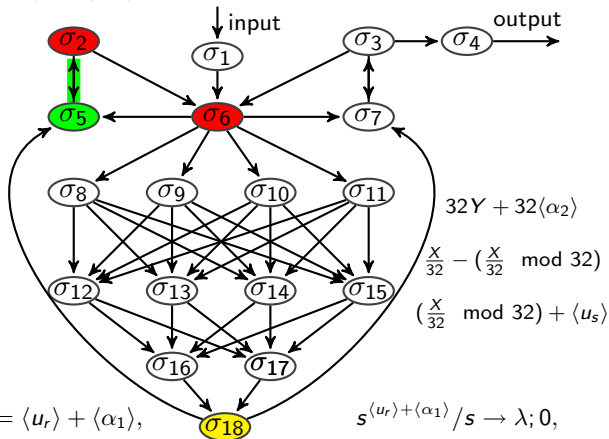 input
output
σ2
σ1
σ3
σ4
σ5
σ6
σ7
σ8
σ9
σ10
σ11
32Y + 32⟨α2⟩
X/32 − (X/32 mod 32)
σ12
σ13
σ14
σ15
(X/32 mod 32) + ⟨us⟩
σ16
σ17
= ⟨ur⟩ + ⟨α1⟩,
σ18
s^{⟨ur⟩+⟨α1⟩}/s → λ; 0,